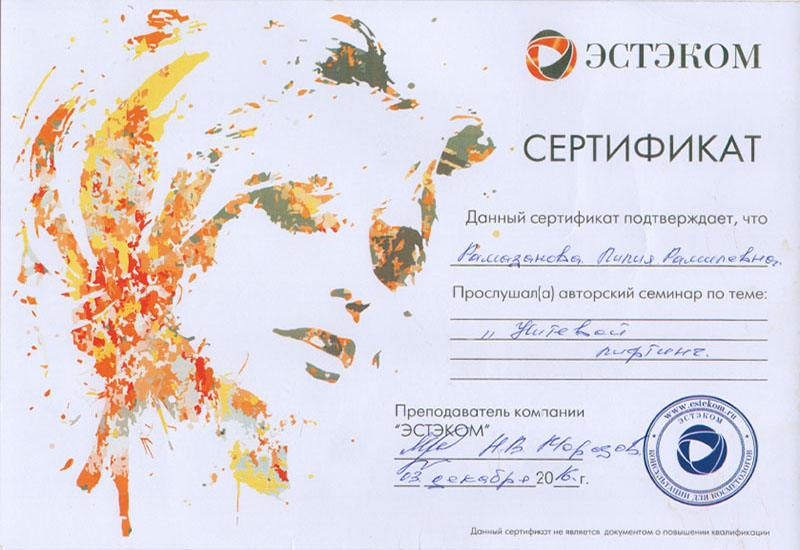 ЭСТЭКОМ
СЕРТИФИКАТ
Данный сертификат подтверждает, что
Рамазанова Лилия Рамилевна.
Прослушал(а) авторский семинар по теме:
„ Нитевой
лифтинг.
Преподаватель компании
"ЭСТЭКОМ"
Н.В. Морозов
03 декабря 2016 г.
www.estekom.ru
ЭСТЭКОМ
КОНСУЛЬТАЦИИ ДЛЯ КОСМЕТОЛОГОВ
Данный сертификат не является документом о повышении квалификации